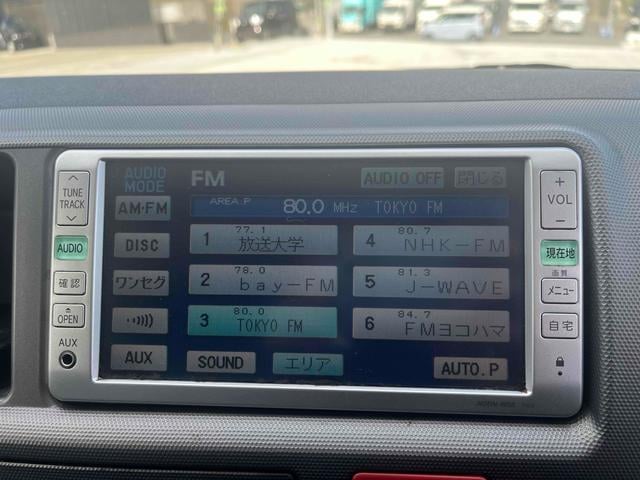 AUDIO MODE
FM
AUDIO OFF
閉じる
AM・FM
AREA.P 80.0 MHz TOKYO FM
DISC
ワンセグ
AUX
1 77.1 放送大学
4 80.7 NHK-FM
2 78.0 bay-FM
5 81.3 J-WAVE
3 80.0 TOKYO FM
6 84.7 FMヨコハマ
SOUND
エリア
AUTO.P
TUNE TRACK
AUDIO
確認
OPEN
AUX
+ VOL −
現在地
画質
メニュー
自宅